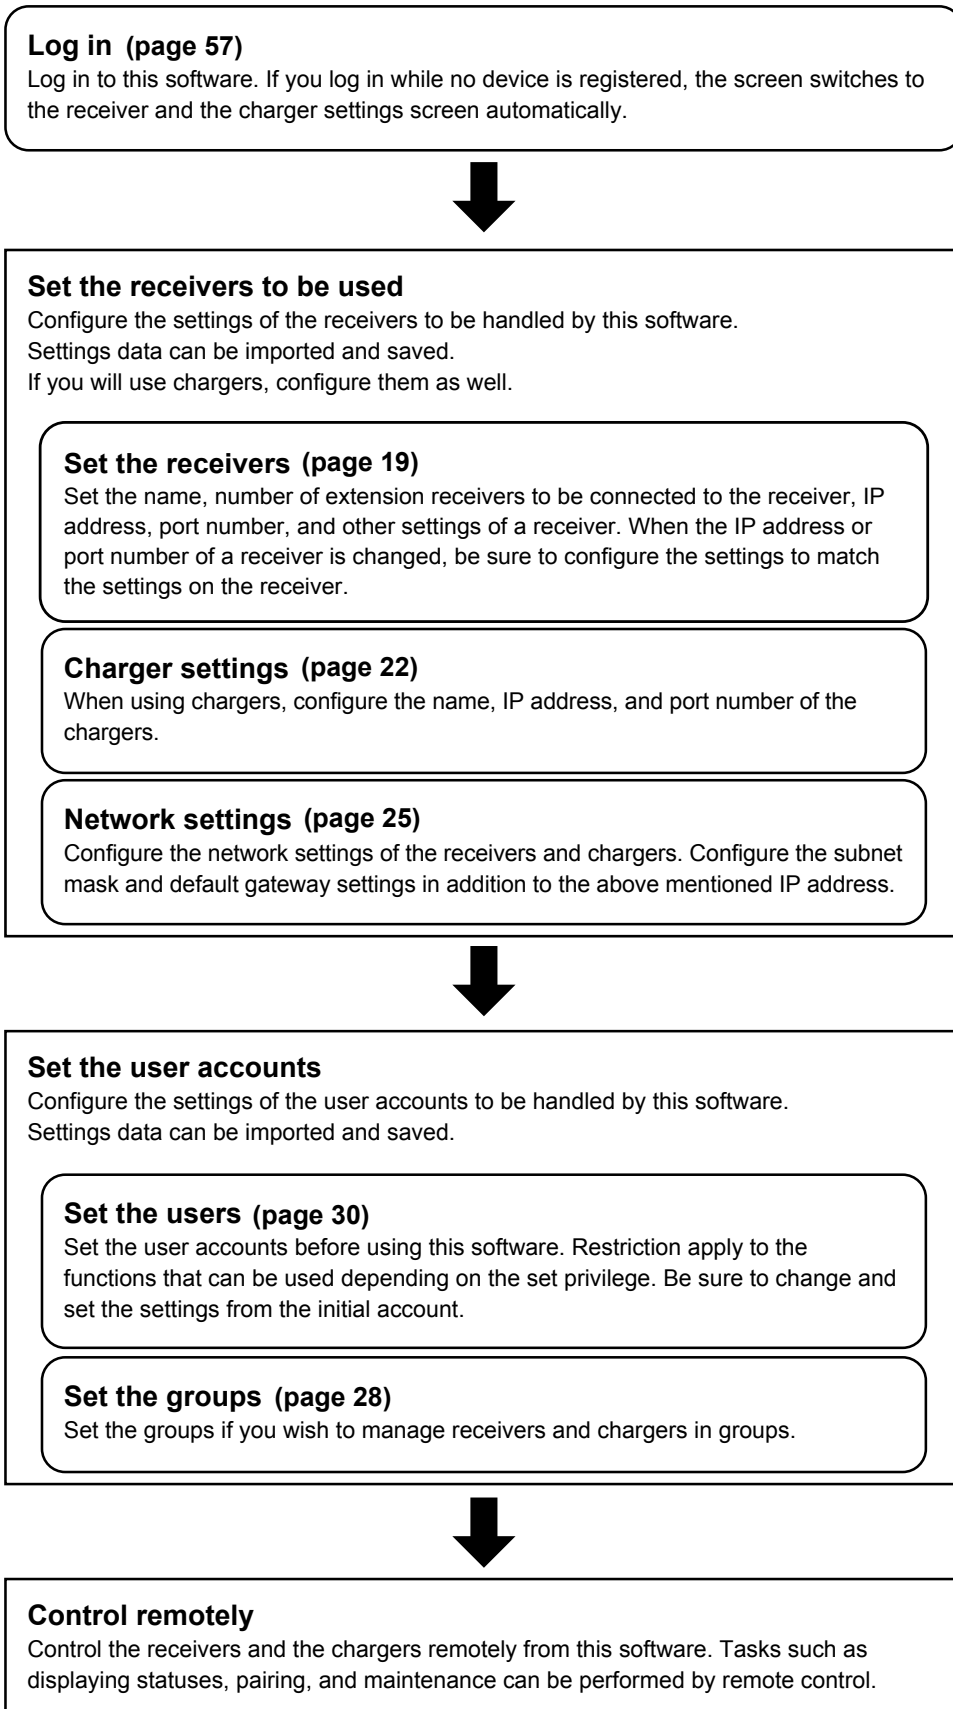 Log in (page 57)
Log in to this software. If you log in while no device is registered, the screen switches to
the receiver and the charger settings screen automatically.
Set the receivers to be used
Configure the settings of the receivers to be handled by this software.
Settings data can be imported and saved.
If you will use chargers, configure them as well.
Set the receivers (page 19)
Set the name, number of extension receivers to be connected to the receiver, IP
address, port number, and other settings of a receiver. When the IP address or
port number of a receiver is changed, be sure to configure the settings to match
the settings on the receiver.
Charger settings (page 22)
When using chargers, configure the name, IP address, and port number of the
chargers.
Network settings (page 25)
Configure the network settings of the receivers and chargers. Configure the subnet
mask and default gateway settings in addition to the above mentioned IP address.
Set the user accounts
Configure the settings of the user accounts to be handled by this software.
Settings data can be imported and saved.
Set the users (page 30)
Set the user accounts before using this software. Restriction apply to the
functions that can be used depending on the set privilege. Be sure to change and
set the settings from the initial account.
Set the groups (page 28)
Set the groups if you wish to manage receivers and chargers in groups.
Control remotely
Control the receivers and the chargers remotely from this software. Tasks such as
displaying statuses, pairing, and maintenance can be performed by remote control.